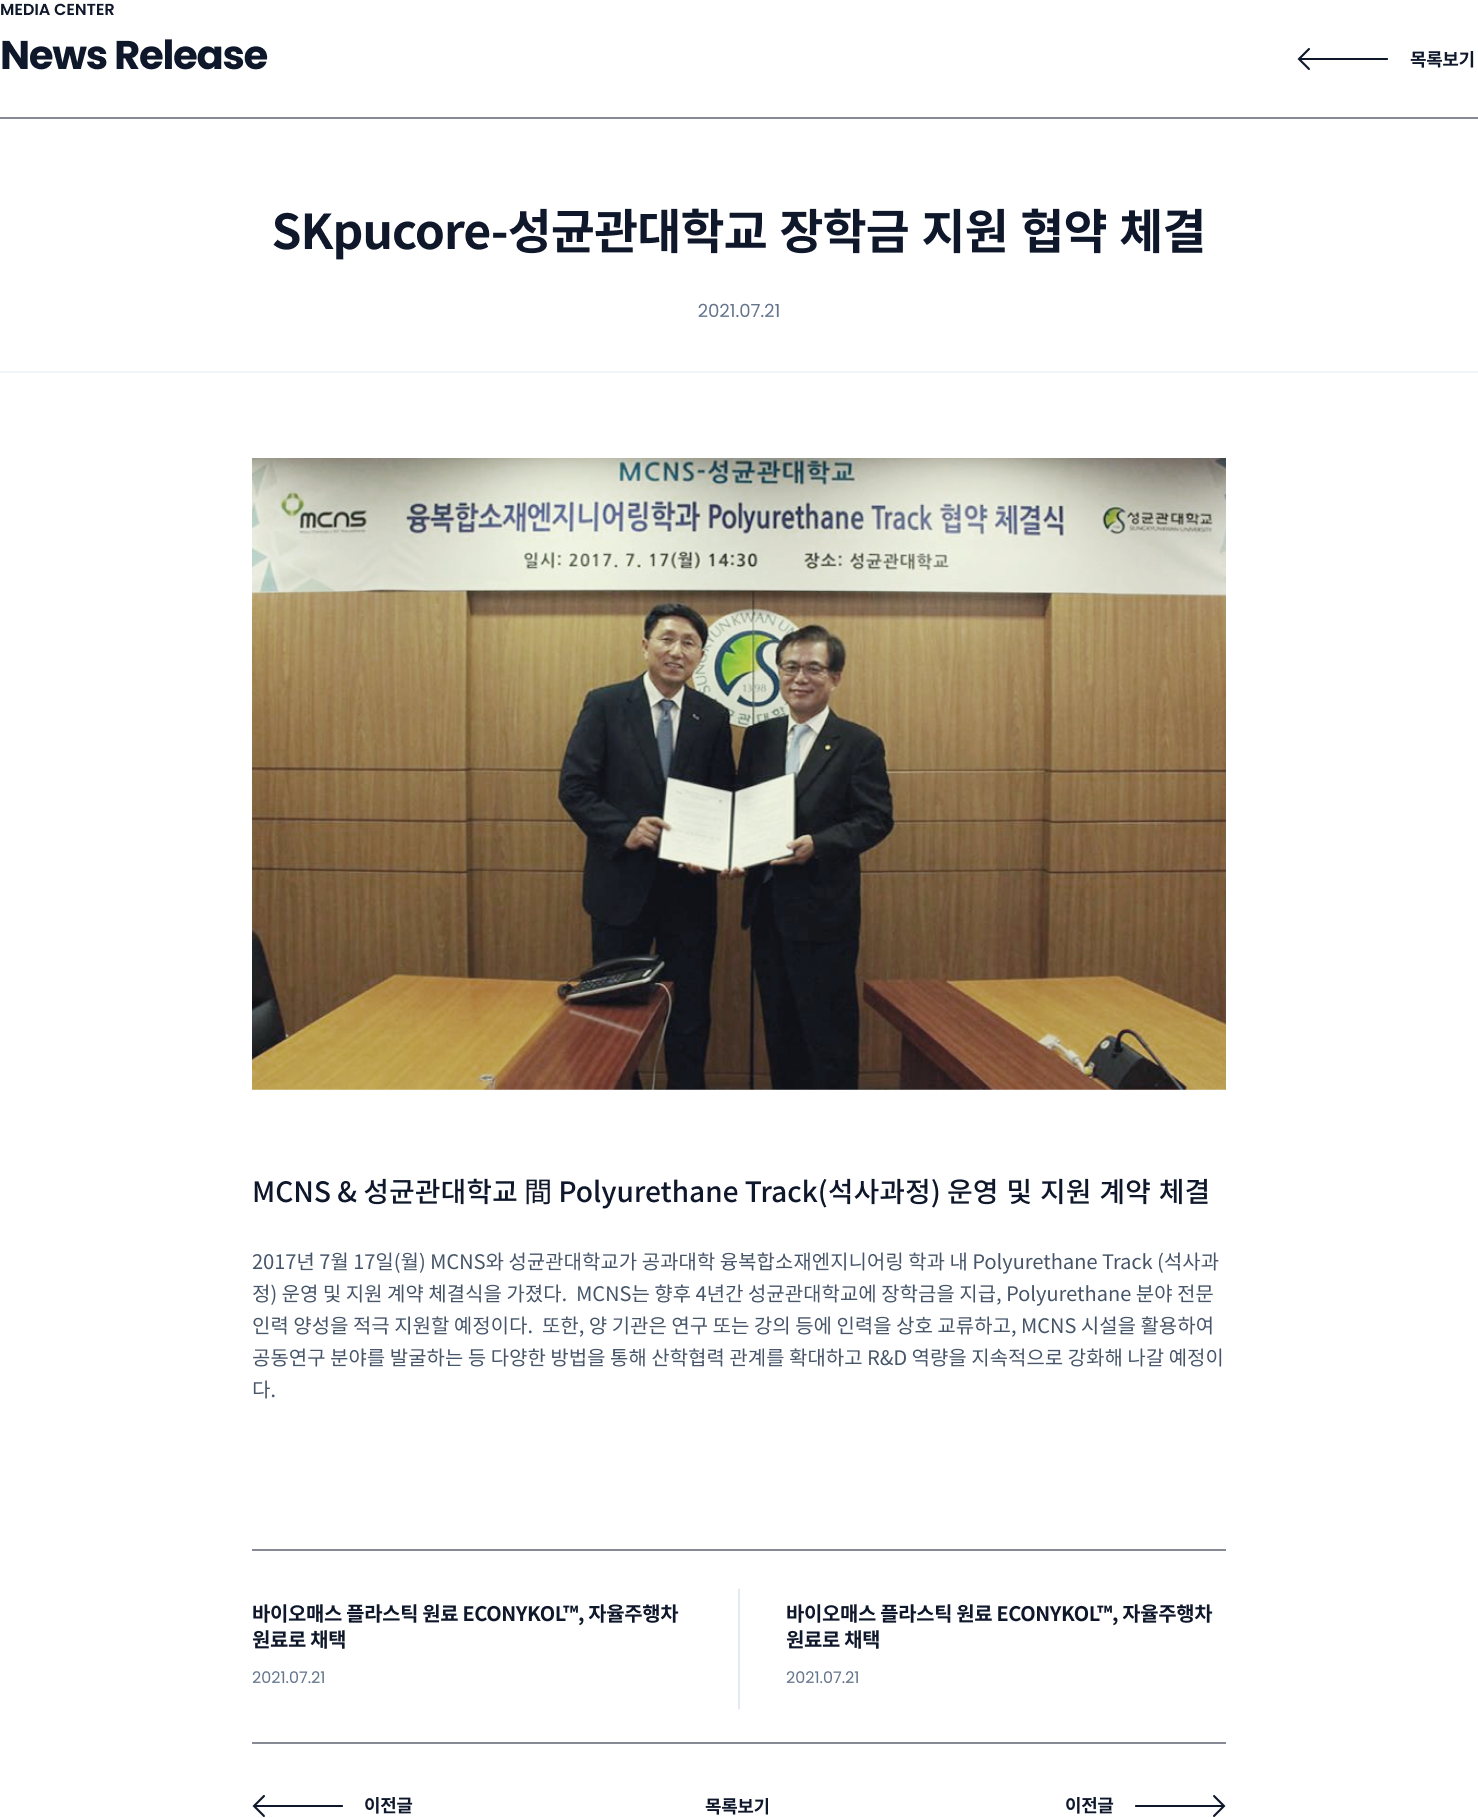 MEDIA CENTER
News Release
목록보기
SKpucore-성균관대학교 장학금 지원 협약 체결
2021.07.21
MCNS-성균관대학교
mcns
융복합소재엔지니어링학과 Polyurethane Track 협약 체결식
성균관대학교
SUNGKYUNKWAN UNIVERSITY
일시: 2017. 7. 17(월) 14:30 장소: 성균관대학교
1398
MCNS & 성균관대학교 間 Polyurethane Track(석사과정) 운영 및 지원 계약 체결
2017년 7월 17일(월) MCNS와 성균관대학교가 공과대학 융복합소재엔지니어링 학과 내 Polyurethane Track (석사과
정) 운영 및 지원 계약 체결식을 가졌다. MCNS는 향후 4년간 성균관대학교에 장학금을 지급, Polyurethane 분야 전문
인력 양성을 적극 지원할 예정이다. 또한, 양 기관은 연구 또는 강의 등에 인력을 상호 교류하고, MCNS 시설을 활용하여
공동연구 분야를 발굴하는 등 다양한 방법을 통해 산학협력 관계를 확대하고 R&D 역량을 지속적으로 강화해 나갈 예정이
다.
바이오매스 플라스틱 원료 ECONYKOL™, 자율주행차
원료로 채택
2021.07.21
바이오매스 플라스틱 원료 ECONYKOL™, 자율주행차
원료로 채택
2021.07.21
이전글
목록보기
이전글